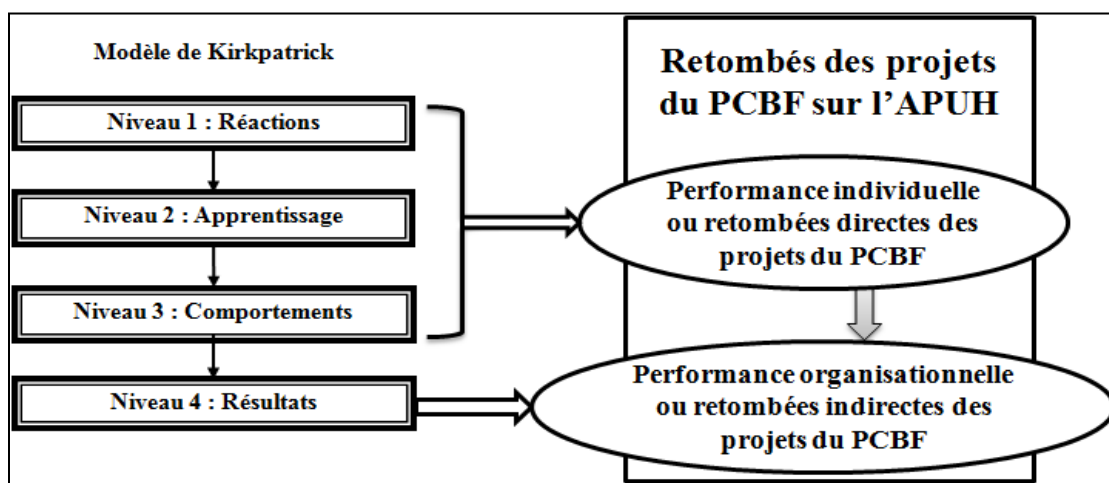 Modèle de Kirkpatrick
Niveau 1 : Réactions
Niveau 2 : Apprentissage
Niveau 3 : Comportements
Niveau 4 : Résultats
Retombés des projets
du PCBF sur l'APUH
Performance individuelle
ou retombées directes des
projets du PCBF
Performance organisationnelle
ou retombées indirectes des
projets du PCBF